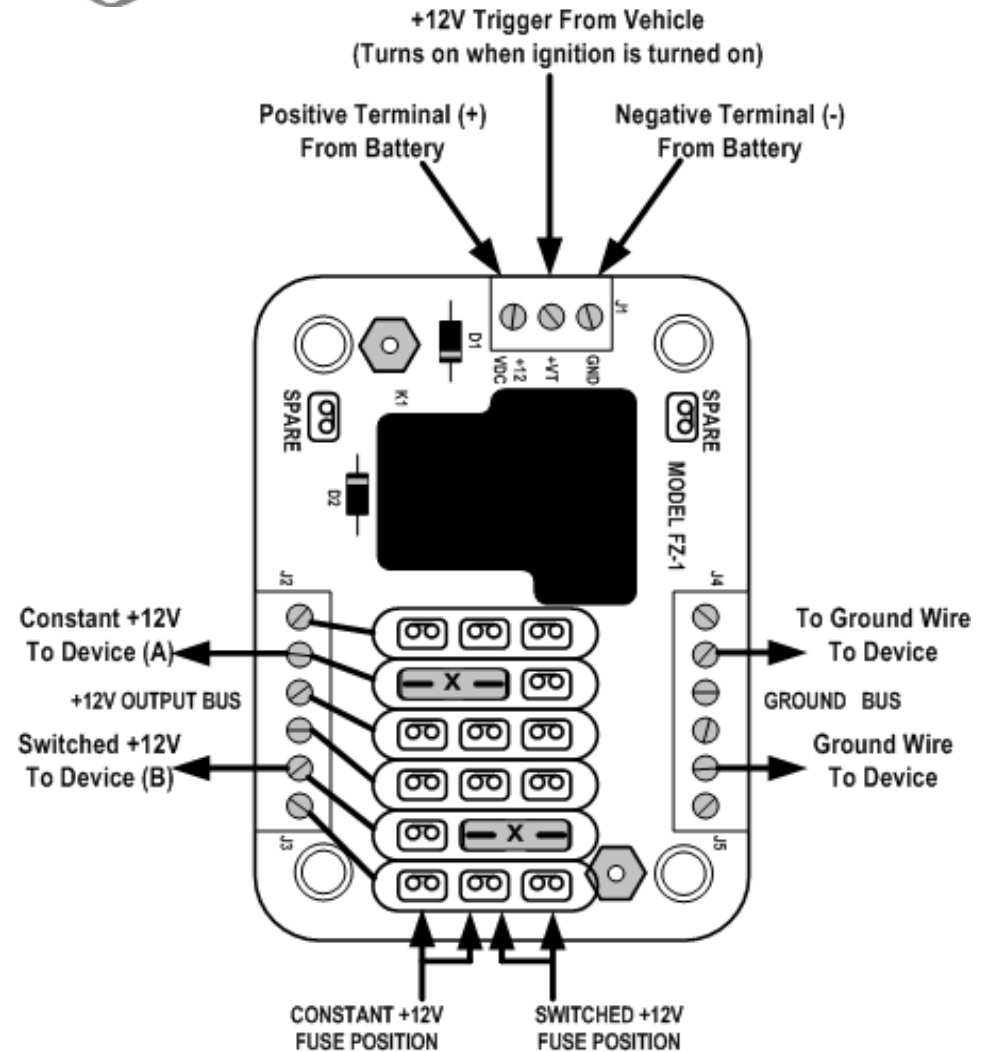 +12V Trigger From Vehicle
(Turns on when ignition is turned on)
Positive Terminal (+)
From Battery
Negative Terminal (-)
From Battery
J1
D1
VDC
+12
+VT
GND
K1
SPARE
SPARE
D2
MODEL FZ-1
J2
J4
Constant +12V
To Device (A)
To Ground Wire
To Device
+12V OUTPUT BUS
GROUND BUS
X
Switched +12V
To Device (B)
Ground Wire
To Device
X
J3
J5
CONSTANT +12V
FUSE POSITION
SWITCHED +12V
FUSE POSITION